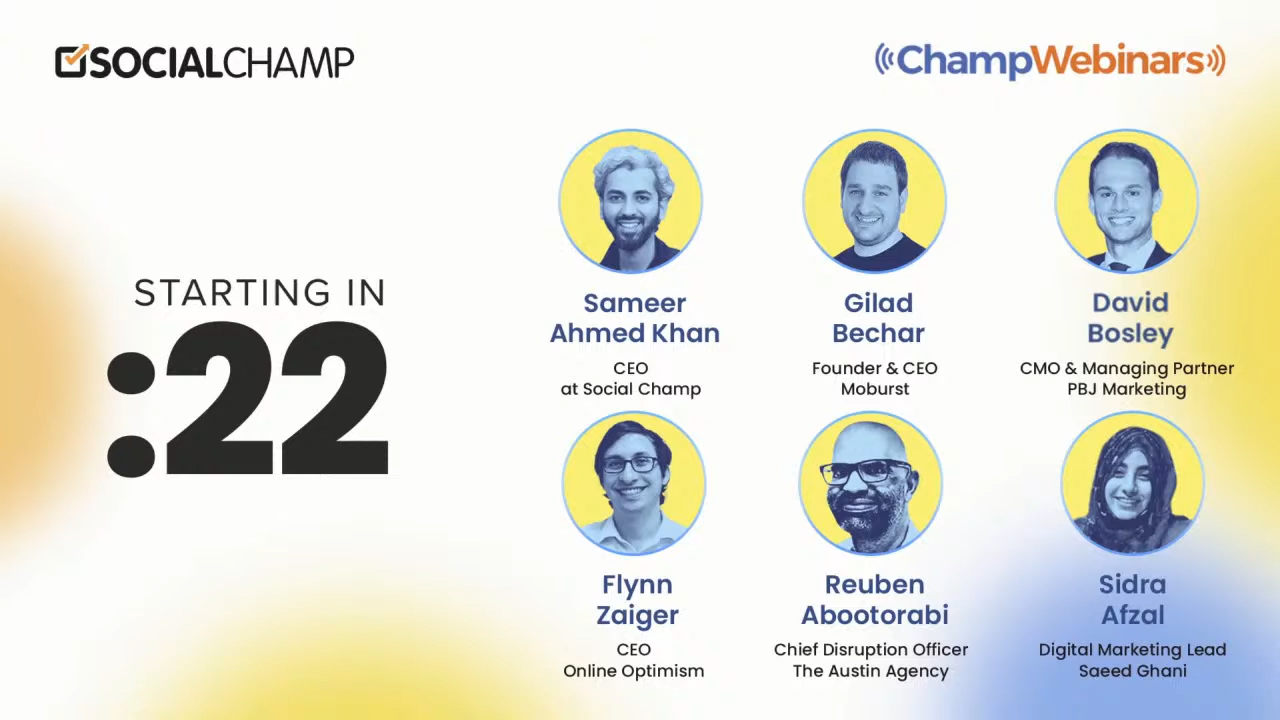 SOCIALCHAMP
ChampWebinars
STARTING IN
:22
Sameer
Ahmed Khan
CEO
at Social Champ
Gilad
Bechar
Founder & CEO
Moburst
David
Bosley
CMO & Managing Partner
PBJ Marketing
Flynn
Zaiger
CEO
Online Optimism
Reuben
Abootorabi
Chief Disruption Officer
The Austin Agency
Sidra
Afzal
Digital Marketing Lead
Saeed Ghani